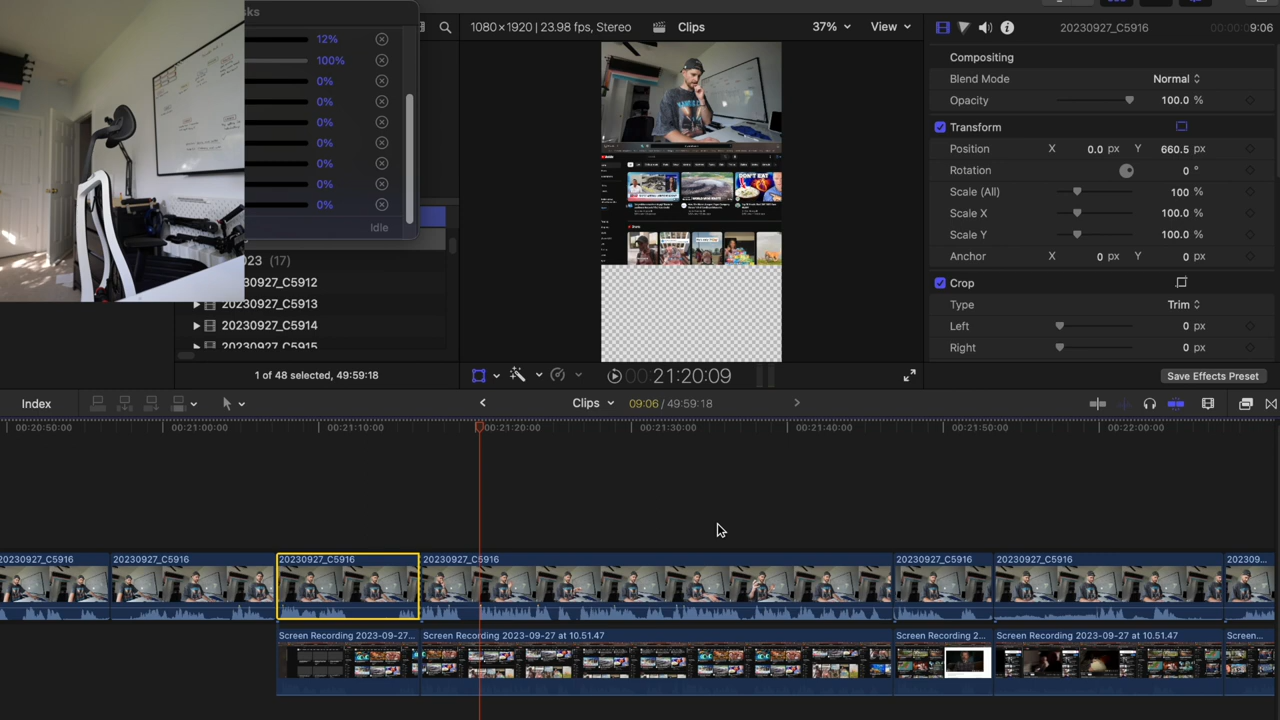 sks
12%
100%
0%
0%
0%
0%
0%
0%
0%
Idle
023 (17)
0927_C5912
20230927_C5913
20230927_C5914
20230927_C5915
1 of 48 selected, 49:59:18
1080×1920 | 23.98 fps, Stereo
Clips
37%
View
DON'T EAT
00:21:20:09
20230927_C5916
00:00:09:06
Compositing
Blend Mode Normal
Opacity 100.0 %
Transform
Position X 0.0 px Y 660.5 px
Rotation 0 °
Scale (All) 100 %
Scale X 100.0 %
Scale Y 100.0 %
Anchor X 0 px Y 0 px
Crop
Type Trim
Left 0 px
Right 0 px
Save Effects Preset
Index
Clips
09:06 / 49:59:18
00:20:50:00 00:21:00:00 00:21:10:00 00:21:20:00 00:21:30:00 00:21:40:00 00:21:50:00 00:22:00:00
20230927_C5916 20230927_C5916 20230927_C5916 20230927_C5916 20230927_C5916 20230927_C5916 202309...
Screen Recording 2023-09-27... Screen Recording 2023-09-27 at 10.51.47 Screen Recording 2... Screen Recording 2023-09-27 at 10.51.47 Screen...